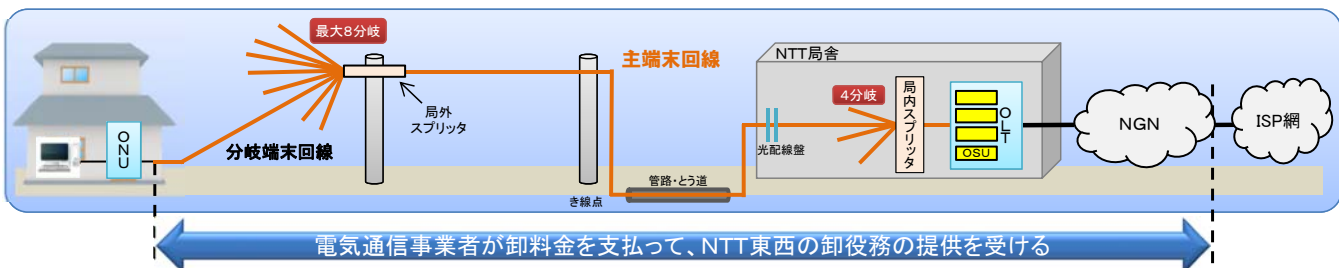 最大8分岐
主端末回線
NTT局舎
4分岐
局内スプリッタ
OLT
OSU
NGN
ISP網
局外
スプリッタ
ONU
分岐端末回線
光配線盤
管路・とう道
き線点
電気通信事業者が卸料金を支払って、NTT東西の卸役務の提供を受ける